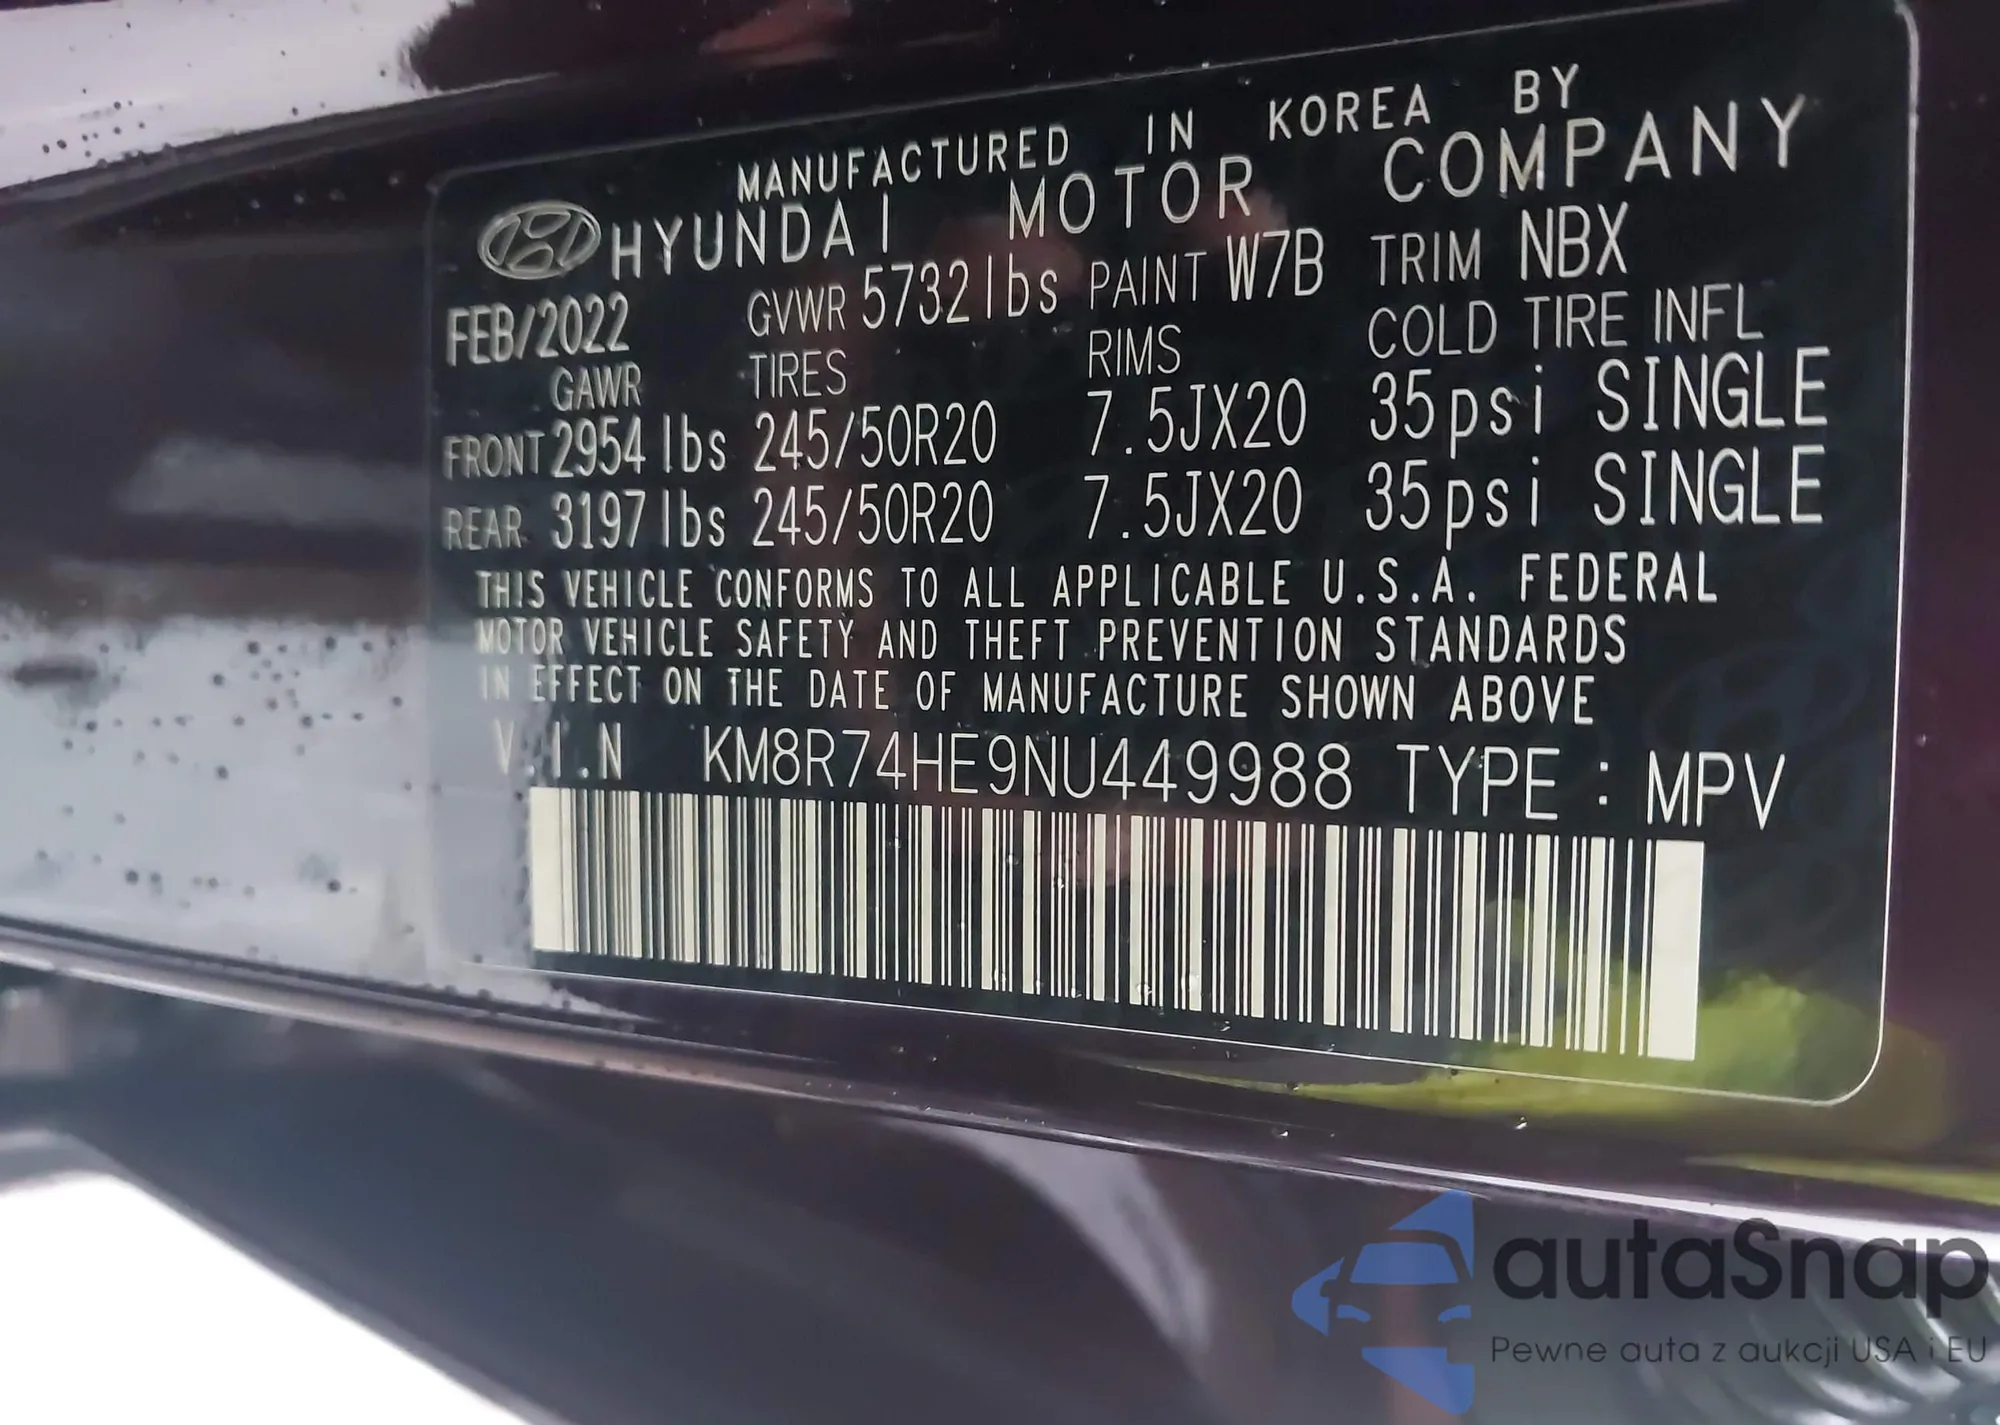 MANUFACTURED IN KOREA BY
HYUNDAI MOTOR COMPANY
FEB/2022 GVWR 5732lbs PAINT W7B TRIM NBX
GAWR TIRES RIMS COLD TIRE INFL
FRONT 2954lbs 245/50R20 7.5JX20 35psi SINGLE
REAR 3197lbs 245/50R20 7.5JX20 35psi SINGLE
THIS VEHICLE CONFORMS TO ALL APPLICABLE U.S.A. FEDERAL
MOTOR VEHICLE SAFETY AND THEFT PREVENTION STANDARDS
IN EFFECT ON THE DATE OF MANUFACTURE SHOWN ABOVE
V.I.N KM8R74HE9NU449988 TYPE : MPV
autaSnap
Pewne auta z aukcji USA i EU